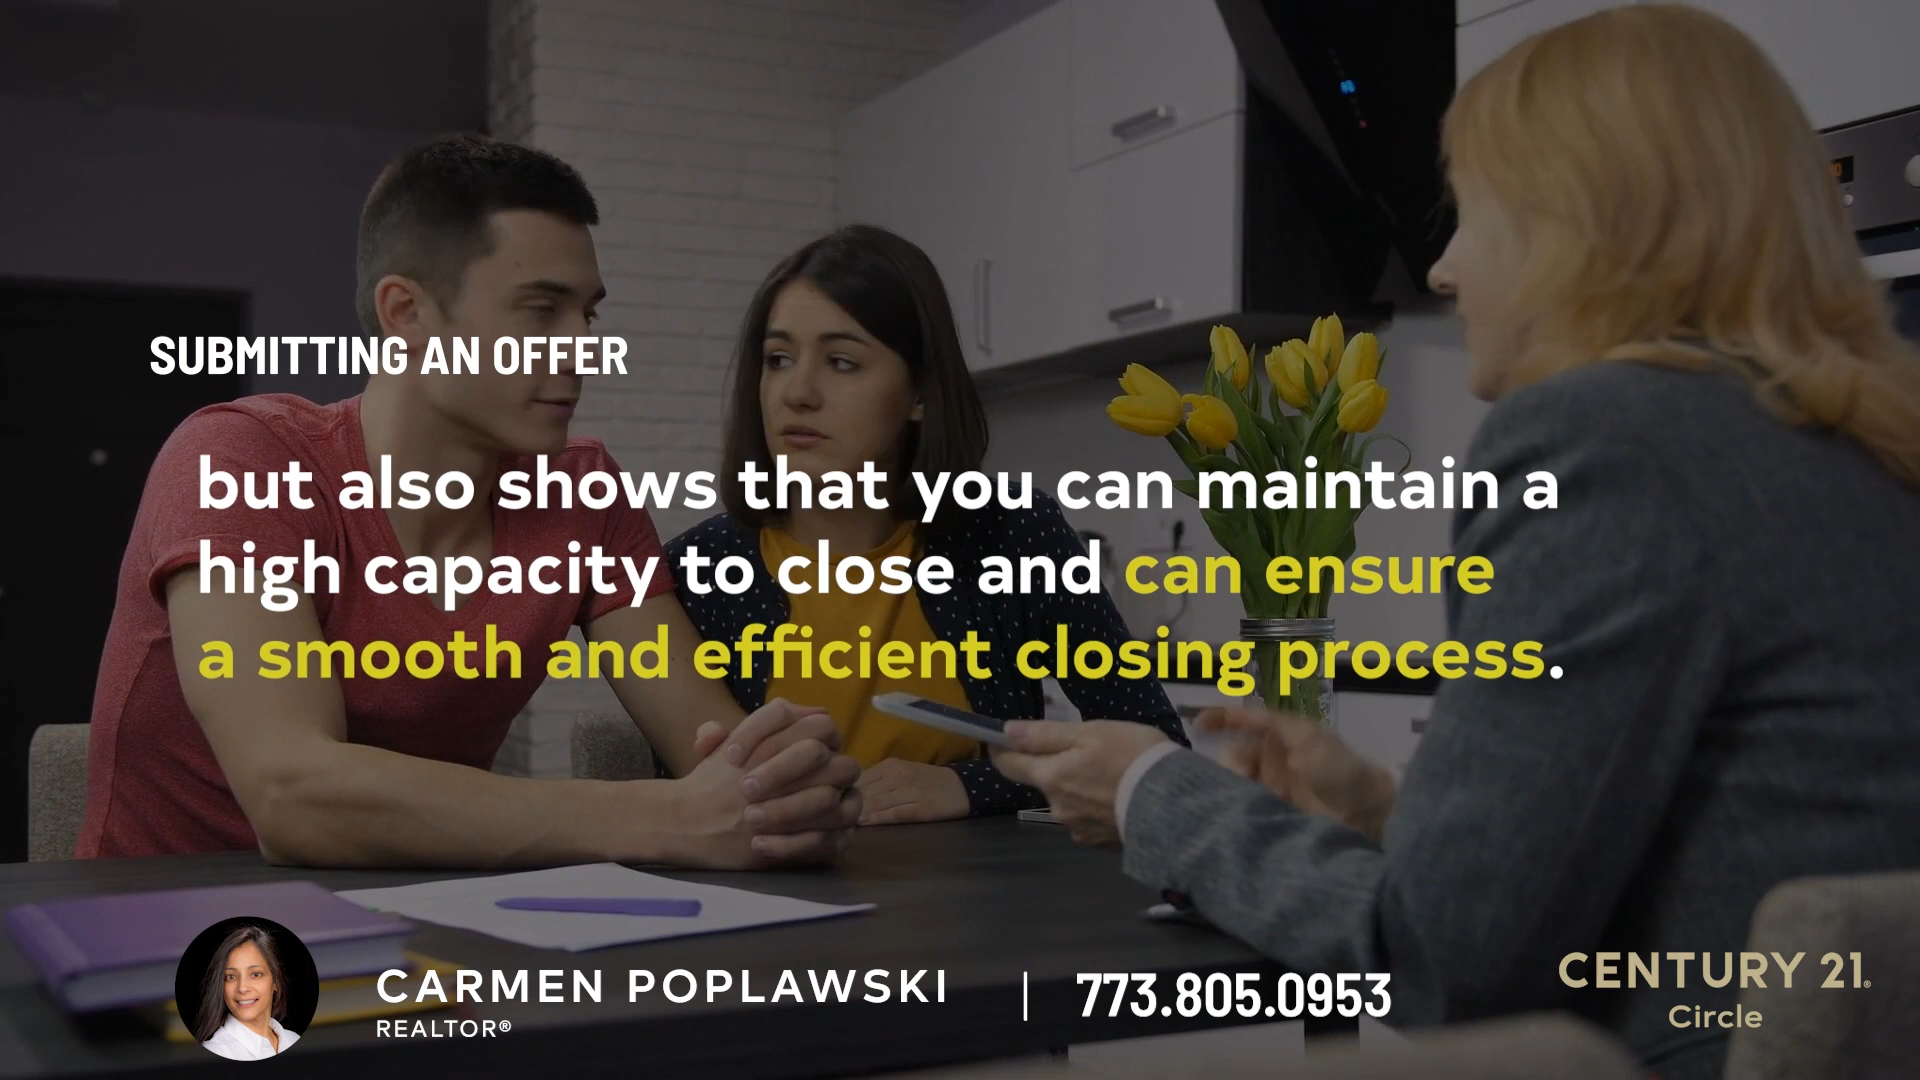 SUBMITTING AN OFFER
but also shows that you can maintain a
high capacity to close and can ensure
a smooth and efficient closing process.
CARMEN POPLAWSKI | 773.805.0953
REALTOR®
CENTURY 21®
Circle